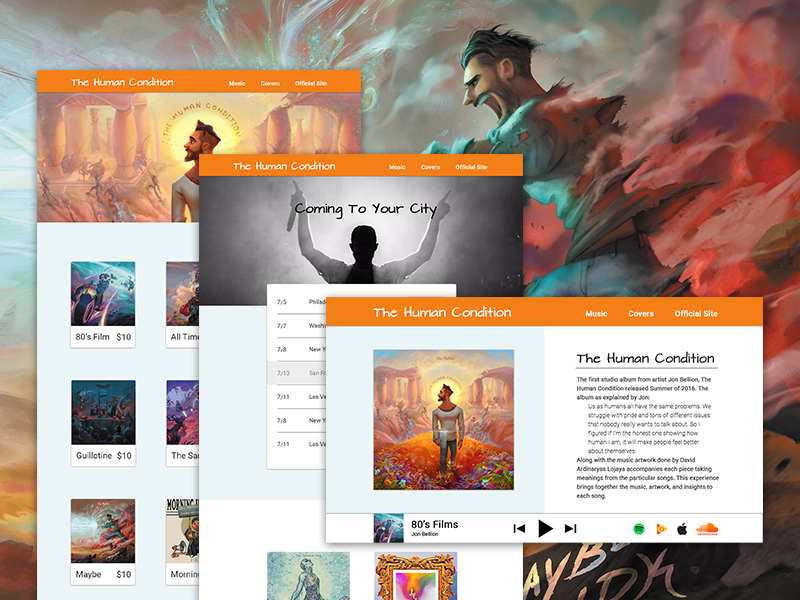 The Human Condition
Music Covers Official Site
THE HUMAN CONDITION
80's Film $10
All Time
Guillotine $10
The Sa
Maybe $10
MORNING
Mornin
The Human Condition
Music Covers Official Site
Coming To Your City
7/5 Philad
7/7 Washi
7/8 New Y
7/10 San Fr
7/11 Las Ve
7/8 New Y
7/11 Las Ve
The Human Condition
Music Covers Official Site
The Human Condition
The first studio album from artist Jon Bellion, The
Human Condition released Summer of 2016. The
album as explained by Jon:
Us as humans all have the same problems. We
struggle with pride and tons of different issues
that nobody really wants to talk about. So I
figured if I'm the honest one showing how
human I am, it will make people feel better
about themselves.
Along with the music artwork done by David
Ardinaryas Lojaya accompanies each piece taking
meanings from the particular songs. This experience
brings together the music, artwork, and insights to
each song.
80's Films
Jon Bellion
SOUNDCLOUD